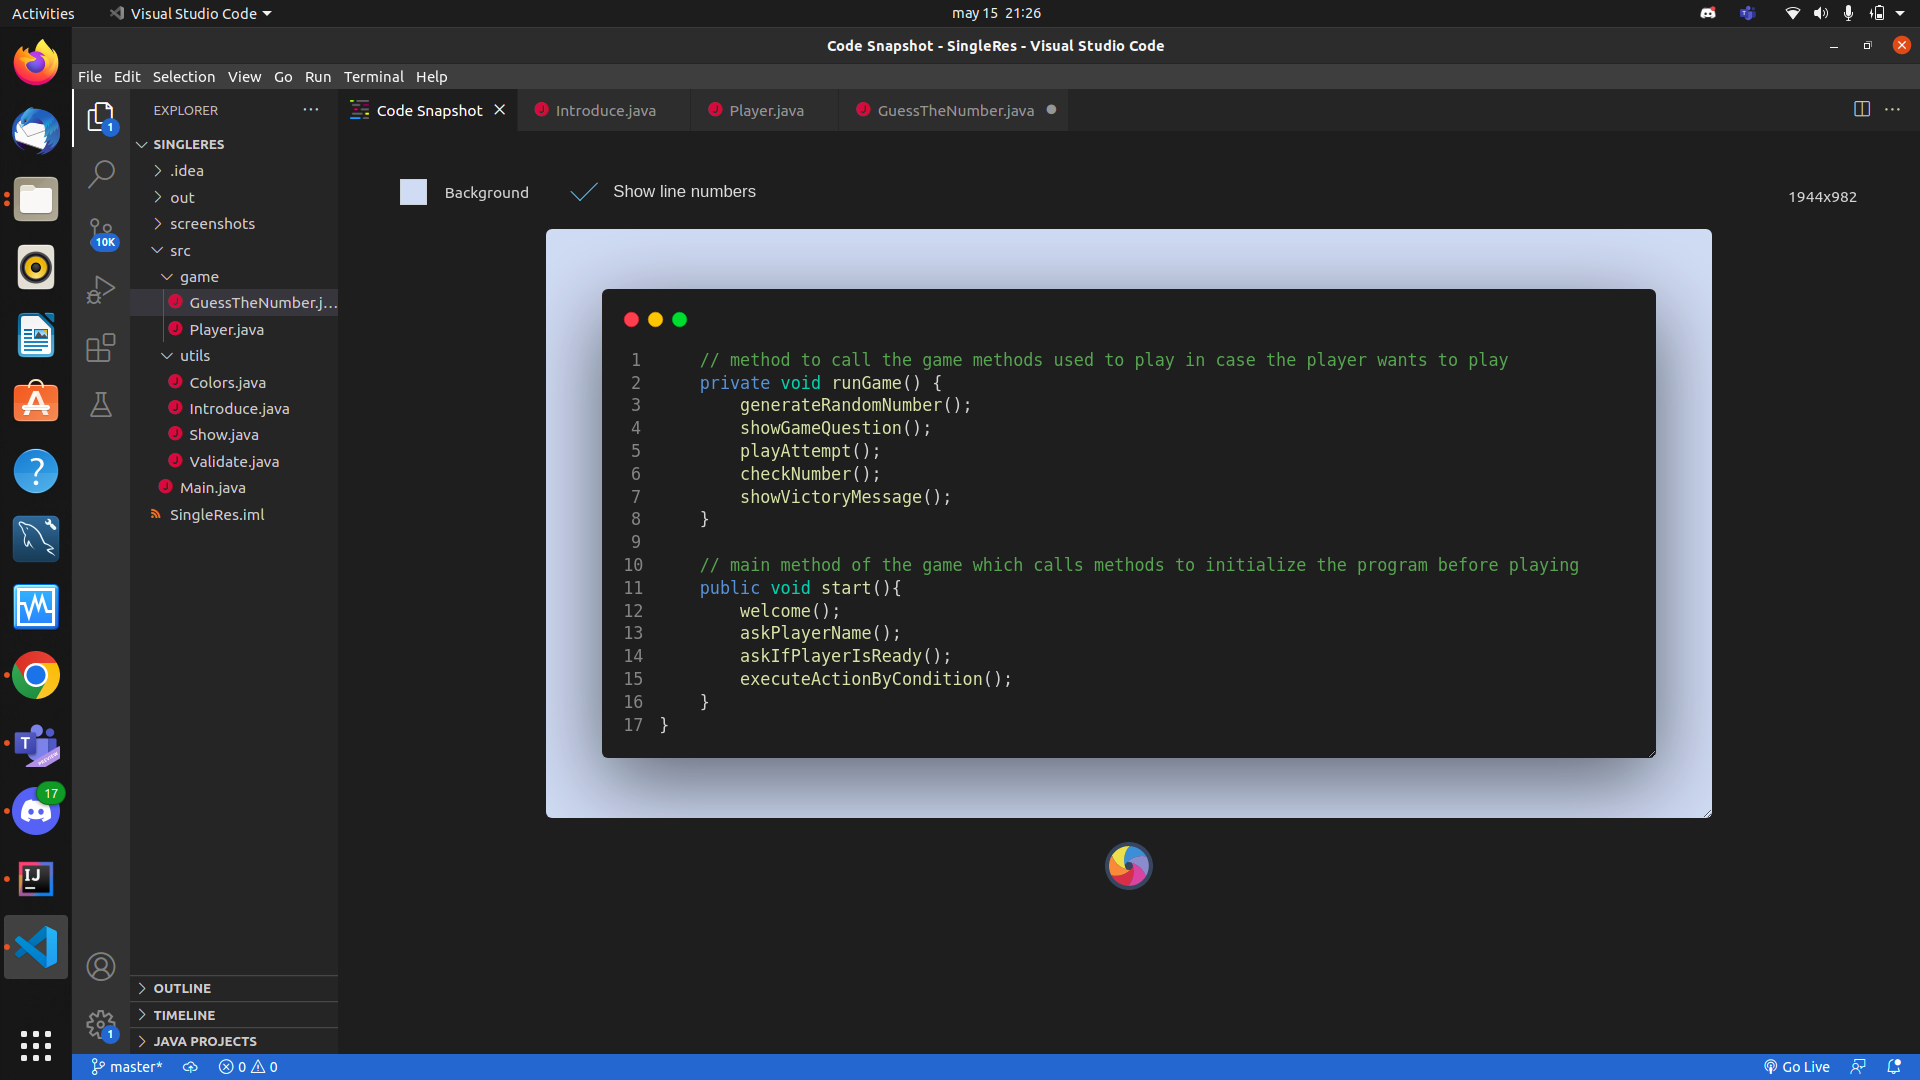 Activities
Visual Studio Code
may 15 21:26
Code Snapshot - SingleRes - Visual Studio Code
File Edit Selection View Go Run Terminal Help
EXPLORER
Code Snapshot
Introduce.java
Player.java
GuessTheNumber.java
1
SINGLERES
.idea
out
screenshots
src
game
GuessTheNumber.j...
Player.java
utils
Colors.java
Introduce.java
Show.java
Validate.java
Main.java
SingleRes.iml
10K
Background
Show line numbers
1944x982
1 // method to call the game methods used to play in case the player wants to play
2 private void runGame() {
3 generateRandomNumber();
4 showGameQuestion();
5 playAttempt();
6 checkNumber();
7 showVictoryMessage();
8 }
9
10 // main method of the game which calls methods to initialize the program before playing
11 public void start(){
12 welcome();
13 askPlayerName();
14 askIfPlayerIsReady();
15 executeActionByCondition();
16 }
17 }
T
PREVIEW
17
IJ
OUTLINE
TIMELINE
JAVA PROJECTS
1
master*
0 0
Go Live